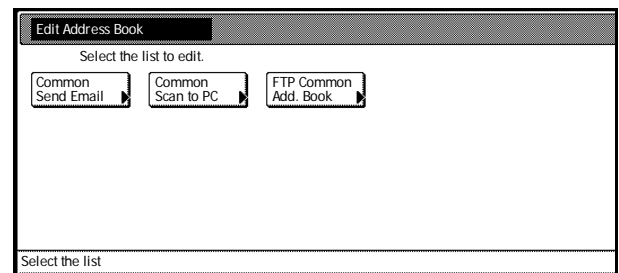 Edit Address Book
Select the list to edit.
Common
Send Email
Common
Scan to PC
FTP Common
Add. Book
Select the list